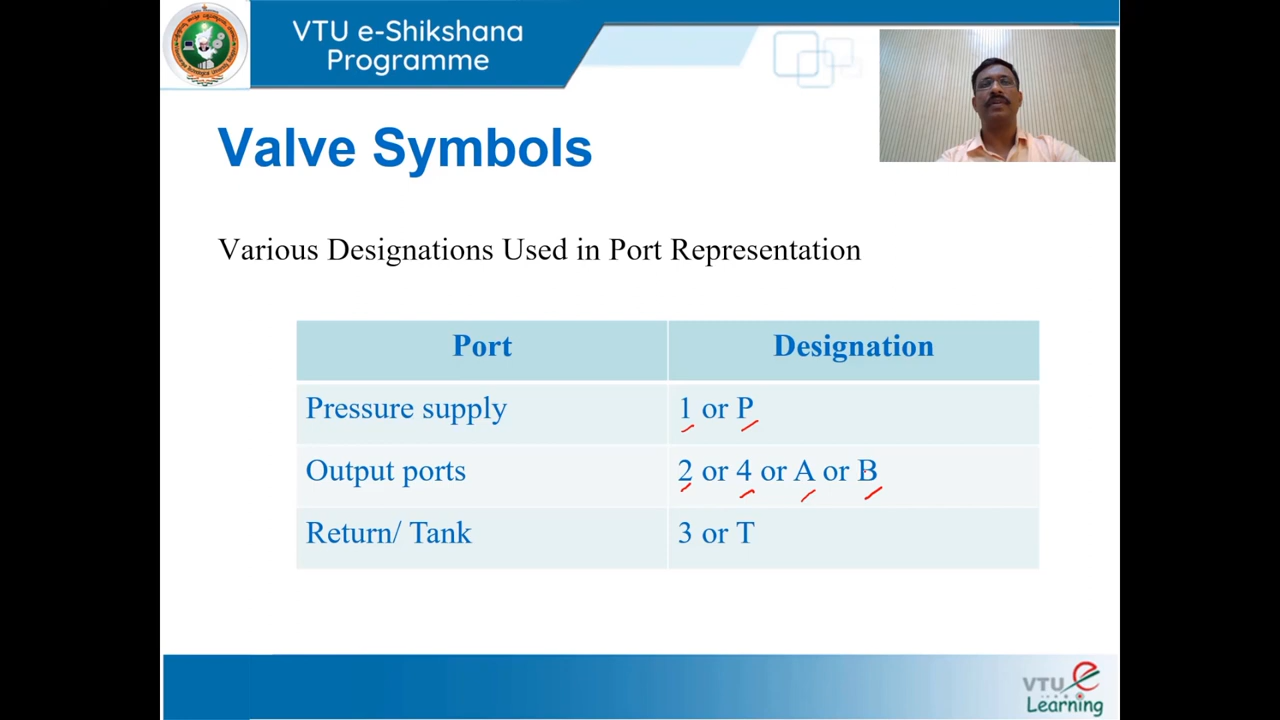 VTU e-Shikshana
Programme
Valve Symbols
Various Designations Used in Port Representation
Port Designation
Pressure supply 1 or P
Output ports 2 or 4 or A or B
Return/ Tank 3 or T
VTU e
Learning